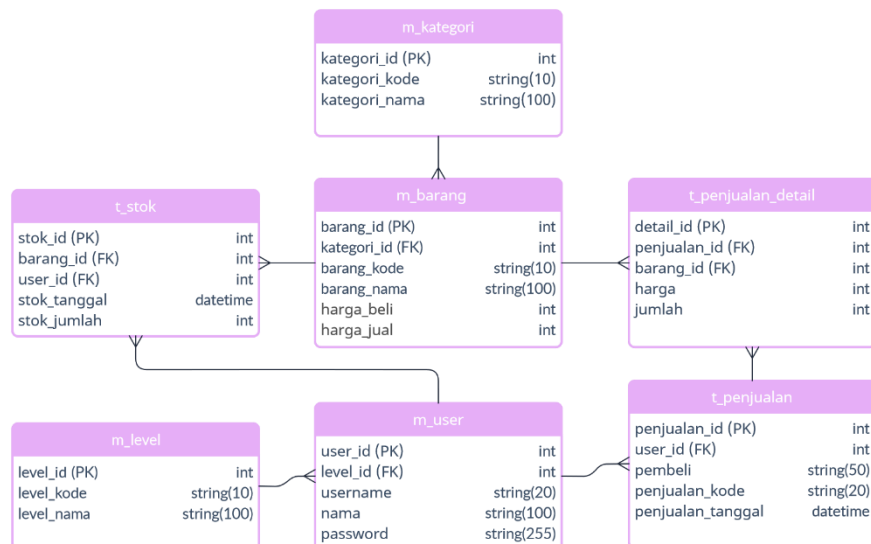 m_kategori
kategori_id (PK) int
kategori_kode string(10)
kategori_nama string(100)
t_stok
stok_id (PK) int
barang_id (FK) int
user_id (FK) int
stok_tanggal datetime
stok_jumlah int
m_barang
barang_id (PK) int
kategori_id (FK) int
barang_kode string(10)
barang_nama string(100)
harga_beli int
harga_jual int
t_penjualan_detail
detail_id (PK) int
penjualan_id (FK) int
barang_id (FK) int
harga int
jumlah int
m_level
level_id (PK) int
level_kode string(10)
level_nama string(100)
m_user
user_id (PK) int
level_id (FK) int
username string(20)
nama string(100)
password string(255)
t_penjualan
penjualan_id (PK) int
user_id (FK) int
pembeli string(50)
penjualan_kode string(20)
penjualan_tanggal datetime